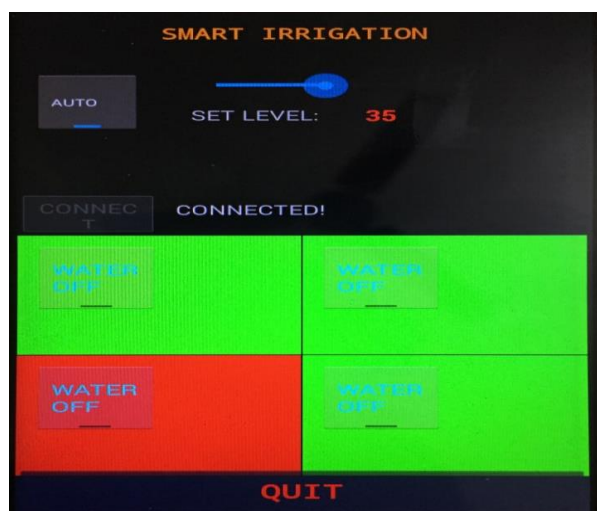 SMART IRRIGATION
AUTO
SET LEVEL: 35
CONNEC
T
CONNECTED!
WATER
OFF
WATER
OFF
WATER
OFF
WATER
OFF
QUIT